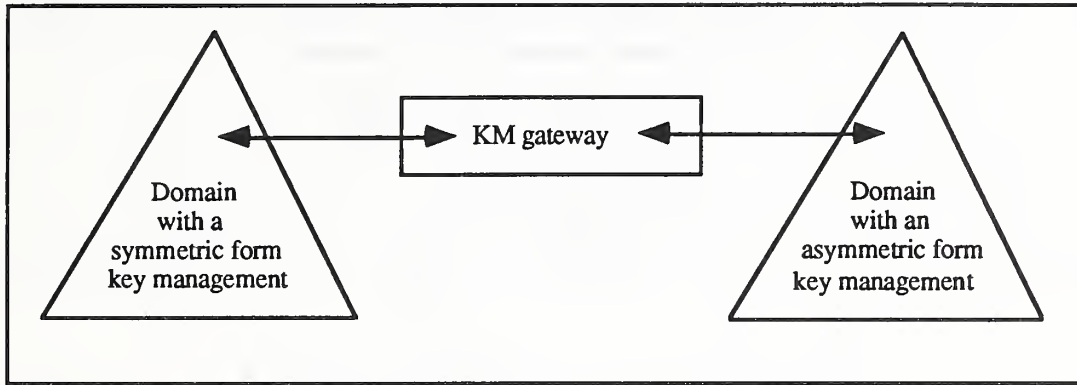 KM gateway
Domain
with a
symmetric form
key management
Domain
with an
asymmetric form
key management